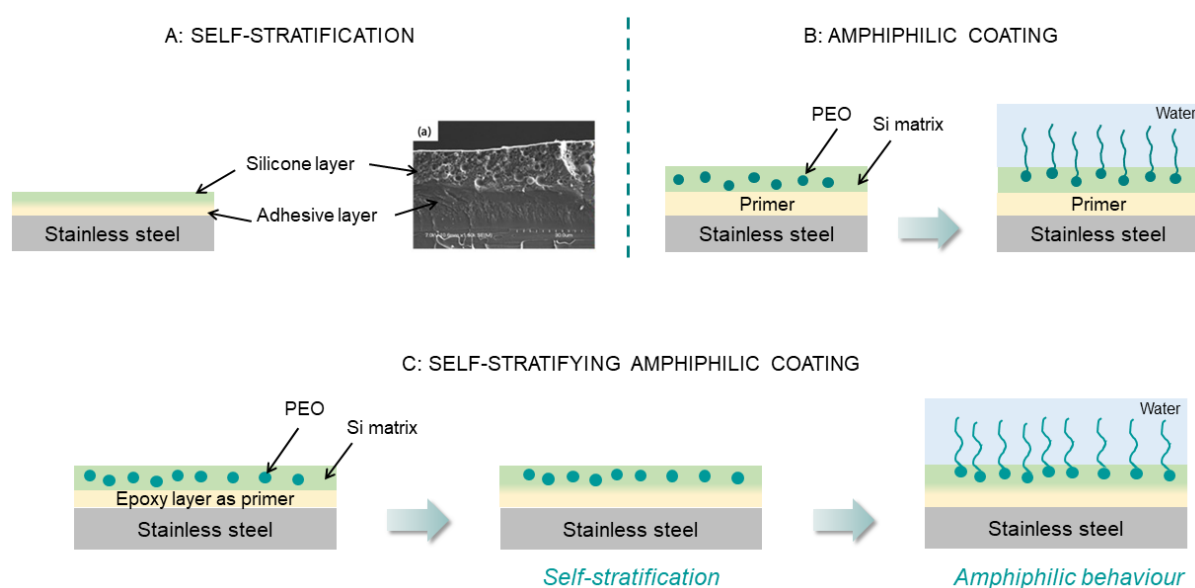 A: SELF-STRATIFICATION
B: AMPHIPHILIC COATING
Silicone layer
Adhesive layer
Stainless steel
(a)
PEO
Si matrix
Primer
Stainless steel
Water
Primer
Stainless steel
C: SELF-STRATIFYING AMPHIPHILIC COATING
PEO
Si matrix
Epoxy layer as primer
Stainless steel
Stainless steel
Self-stratification
Water
Stainless steel
Amphiphilic behaviour